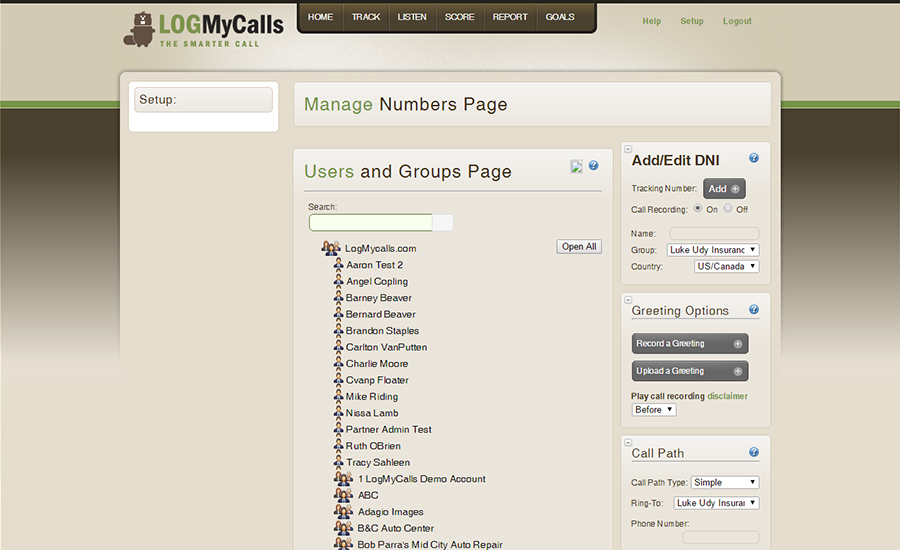 LOGMyCalls
THE SMARTER CALL
HOME TRACK LISTEN SCORE REPORT GOALS
Help Setup Logout
Setup:
Manage Numbers Page
Users and Groups Page
Search:
Open All
LogMycalls.com
Aaron Test 2
Angel Copling
Barney Beaver
Bernard Beaver
Brandon Staples
Carlton VanPutten
Charlie Moore
Cvanp Floater
Mike Riding
Nissa Lamb
Partner Admin Test
Ruth OBrien
Tracy Sahleen
1 LogMyCalls Demo Account
ABC
Adagio Images
B&C Auto Center
Bob Parra's Mid City Auto Repair
Add/Edit DNI
Tracking Number: Add
Call Recording: On Off
Name:
Group: Luke Udy Insuranc
Country: US/Canada
Greeting Options
Record a Greeting
Upload a Greeting
Play call recording disclaimer
Before
Call Path
Call Path Type: Simple
Ring-To: Luke Udy Insurai
Phone Number: